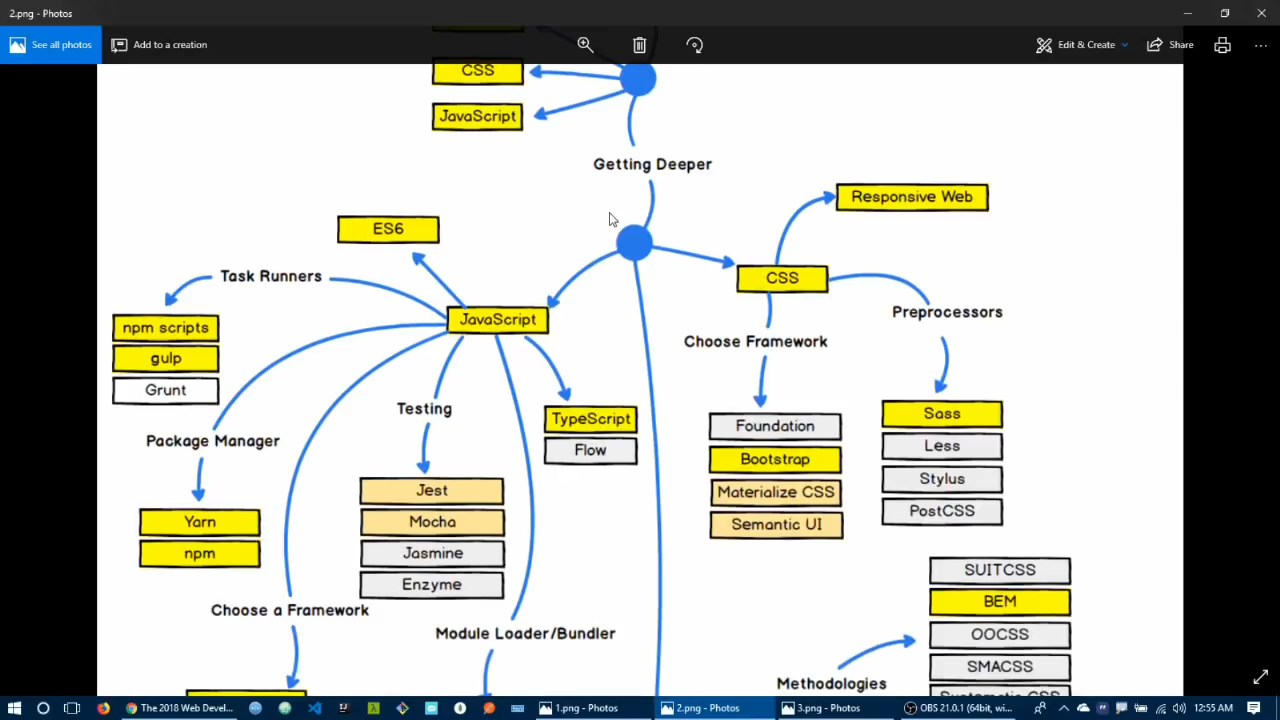 2.png - Photos
See all photos
Add to a creation
Edit & Create
Share
CSS
JavaScript
Getting Deeper
Responsive Web
ES6
Task Runners
CSS
JavaScript
Preprocessors
npm scripts
gulp
Grunt
Choose Framework
Testing
TypeScript
Flow
Foundation
Bootstrap
Materialize CSS
Semantic UI
Sass
Less
Stylus
PostCSS
Package Manager
Yarn
npm
Jest
Mocha
Jasmine
Enzyme
Choose a Framework
Module Loader/Bundler
SUITCSS
BEM
OOCSS
SMACSS
Systematic CSS
Methodologies
The 2018 Web Devel...
1.png - Photos
2.png - Photos
3.png - Photos
OBS 21.0.1 (64bit, wi...
12:55 AM